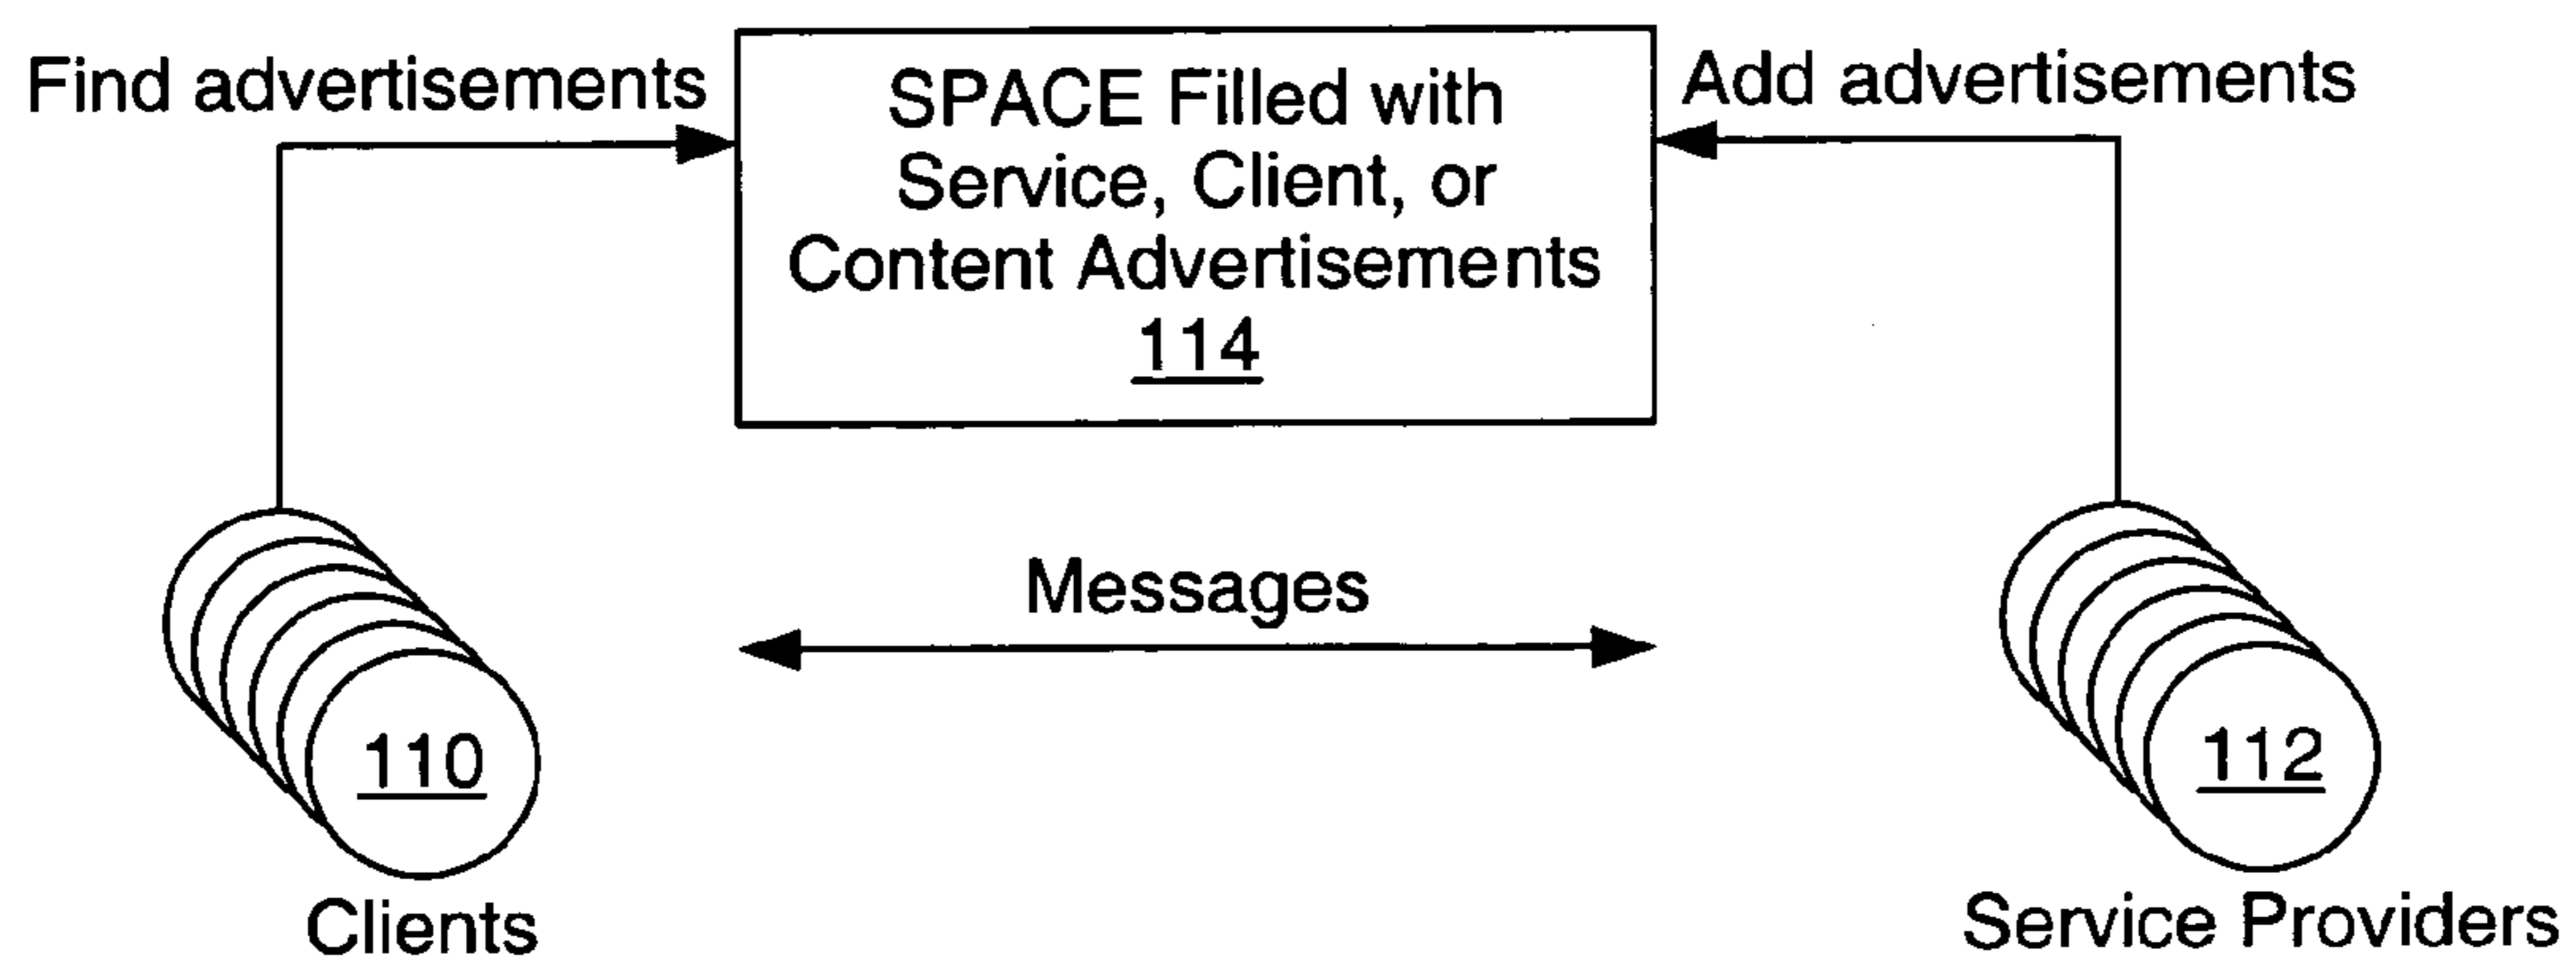 Find advertisements
SPACE Filled with
Service, Client, or
Content Advertisements
114
Add advertisements
Messages
110
Clients
112
Service Providers